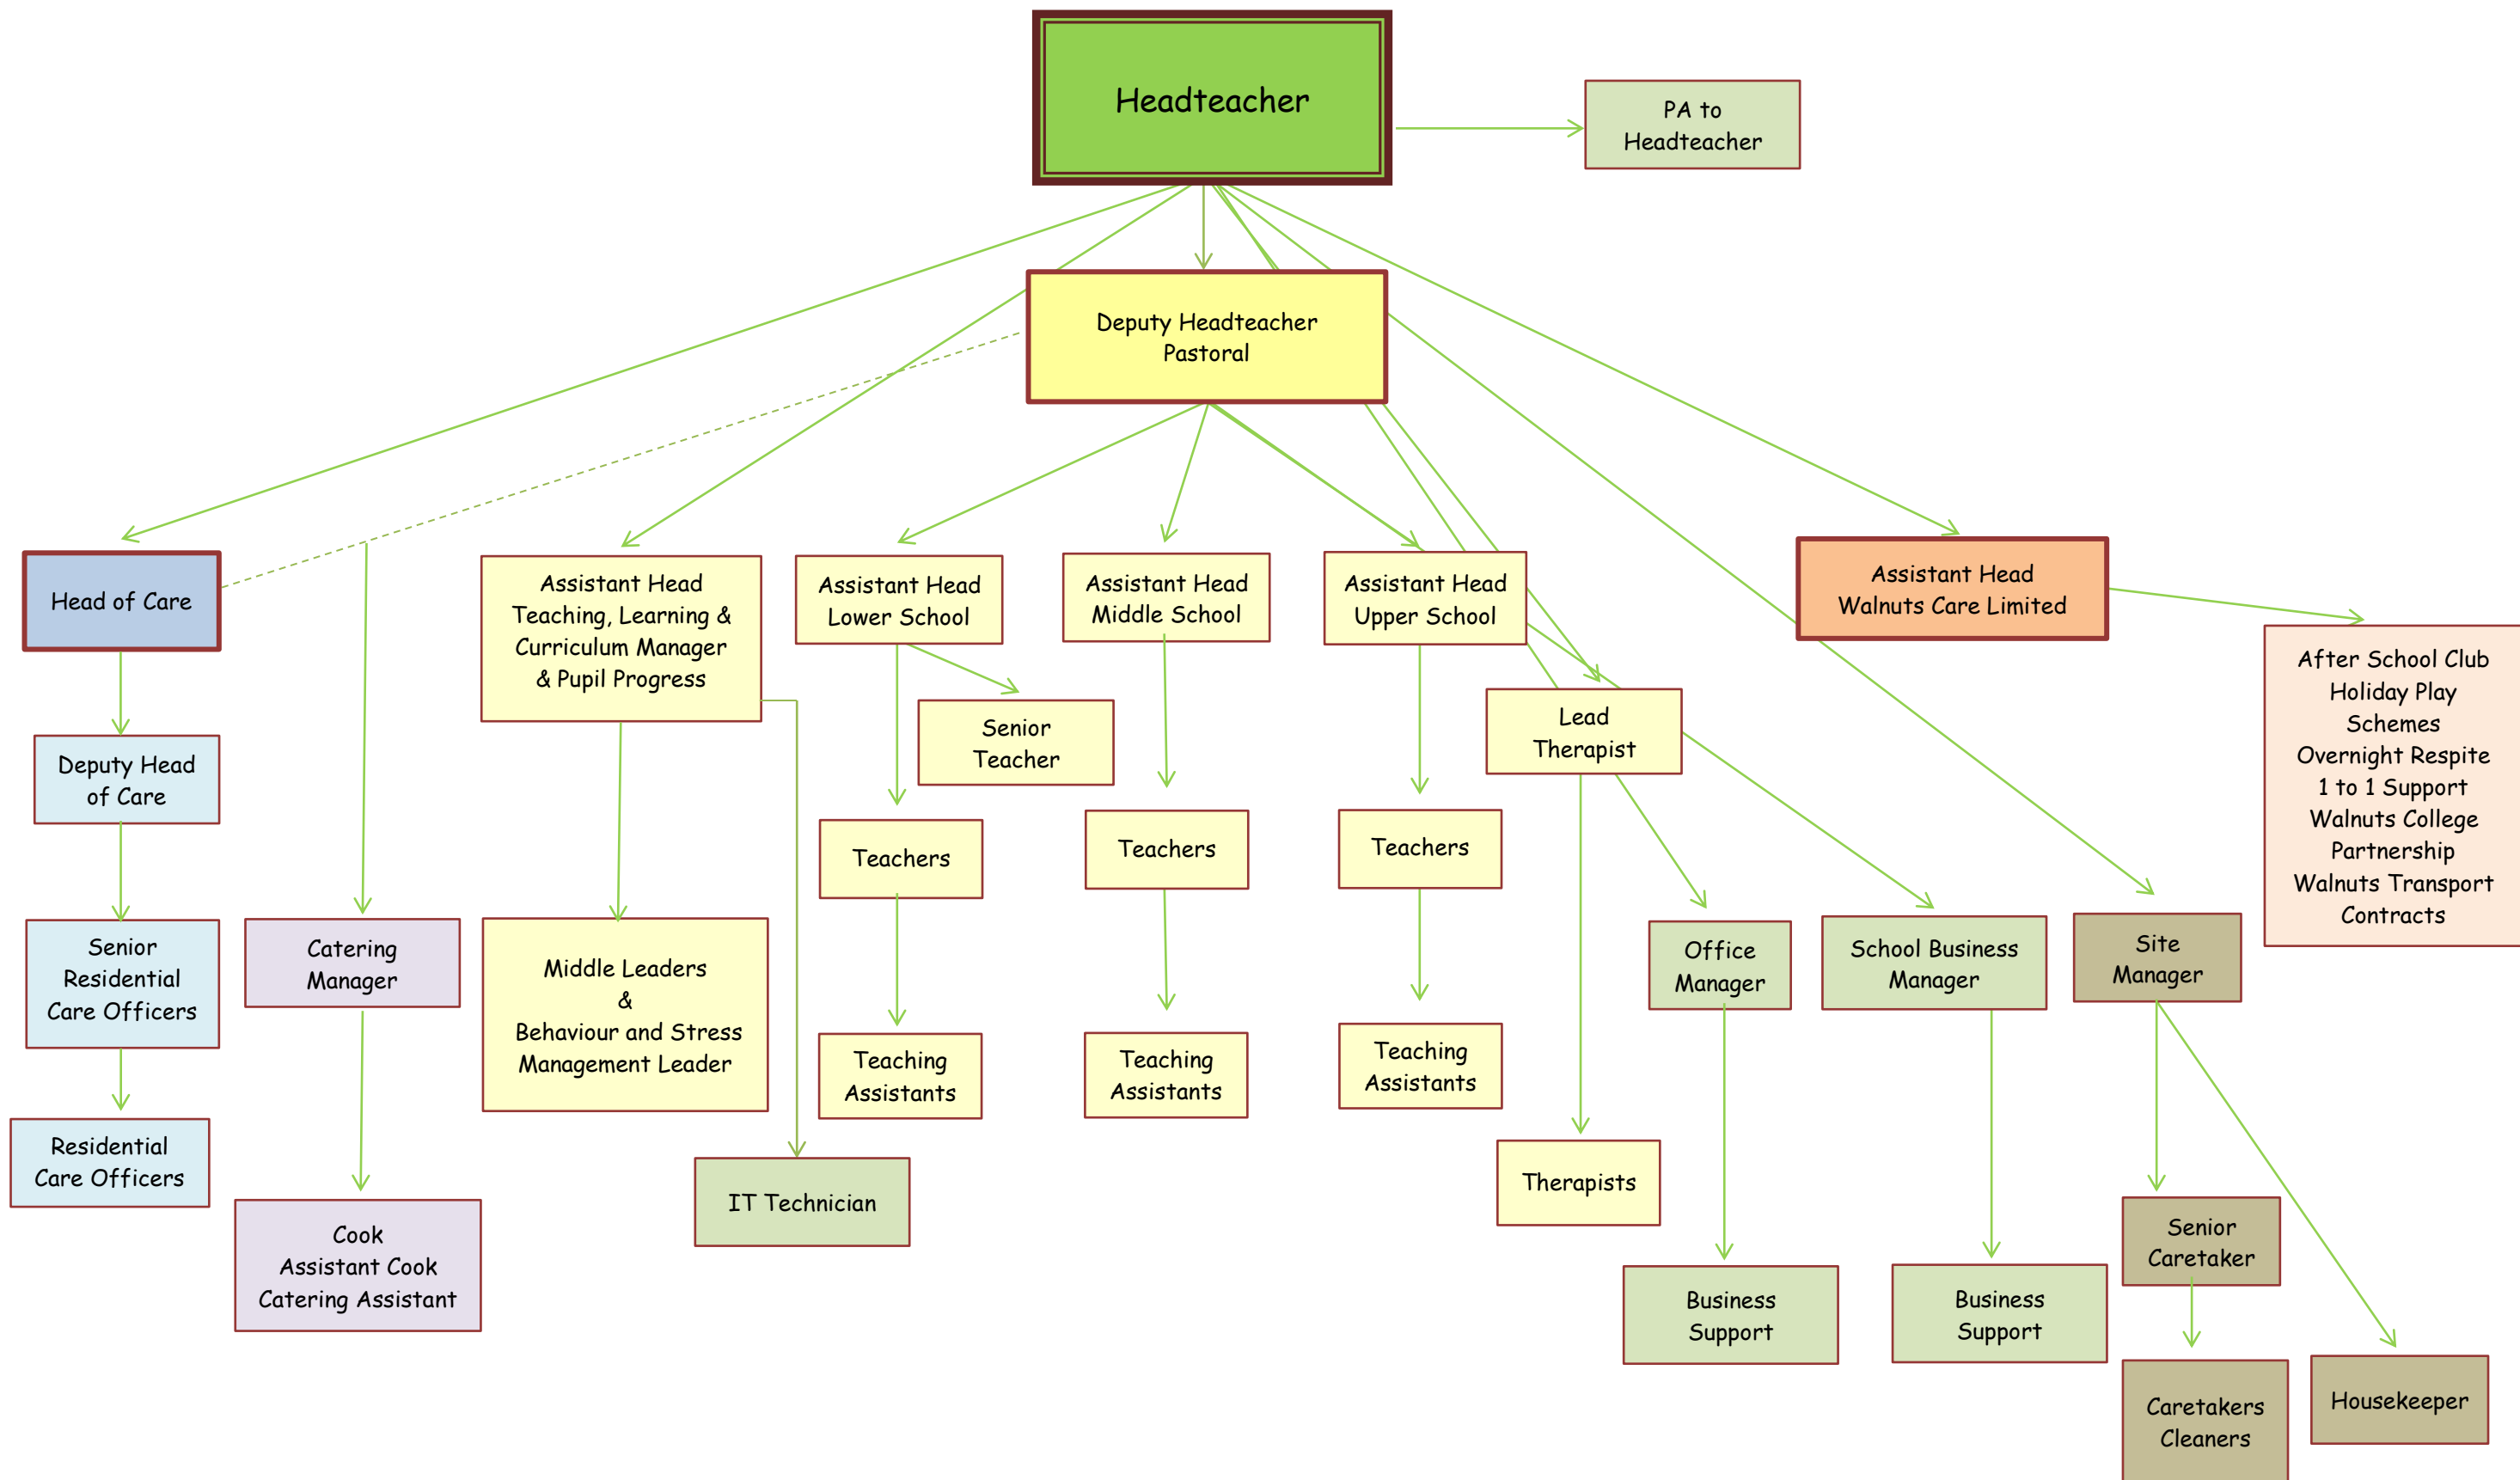 Headteacher
PA to
Headteacher
Deputy Headteacher
Pastoral
Head of Care
Assistant Head
Teaching, Learning &
Curriculum Manager
& Pupil Progress
Assistant Head
Lower School
Assistant Head
Middle School
Assistant Head
Upper School
Assistant Head
Walnuts Care Limited
After School Club
Holiday Play
Schemes
Overnight Respite
1 to 1 Support
Walnuts College
Partnership
Walnuts Transport
Contracts
Deputy Head
of Care
Senior
Teacher
Lead
Therapist
Teachers
Teachers
Teachers
Senior
Residential
Care Officers
Catering
Manager
Middle Leaders
&
Behaviour and Stress
Management Leader
Office
Manager
School Business
Manager
Site
Manager
Teaching
Assistants
Teaching
Assistants
Teaching
Assistants
Residential
Care Officers
Therapists
IT Technician
Cook
Assistant Cook
Catering Assistant
Business
Support
Business
Support
Senior
Caretaker
Caretakers
Cleaners
Housekeeper